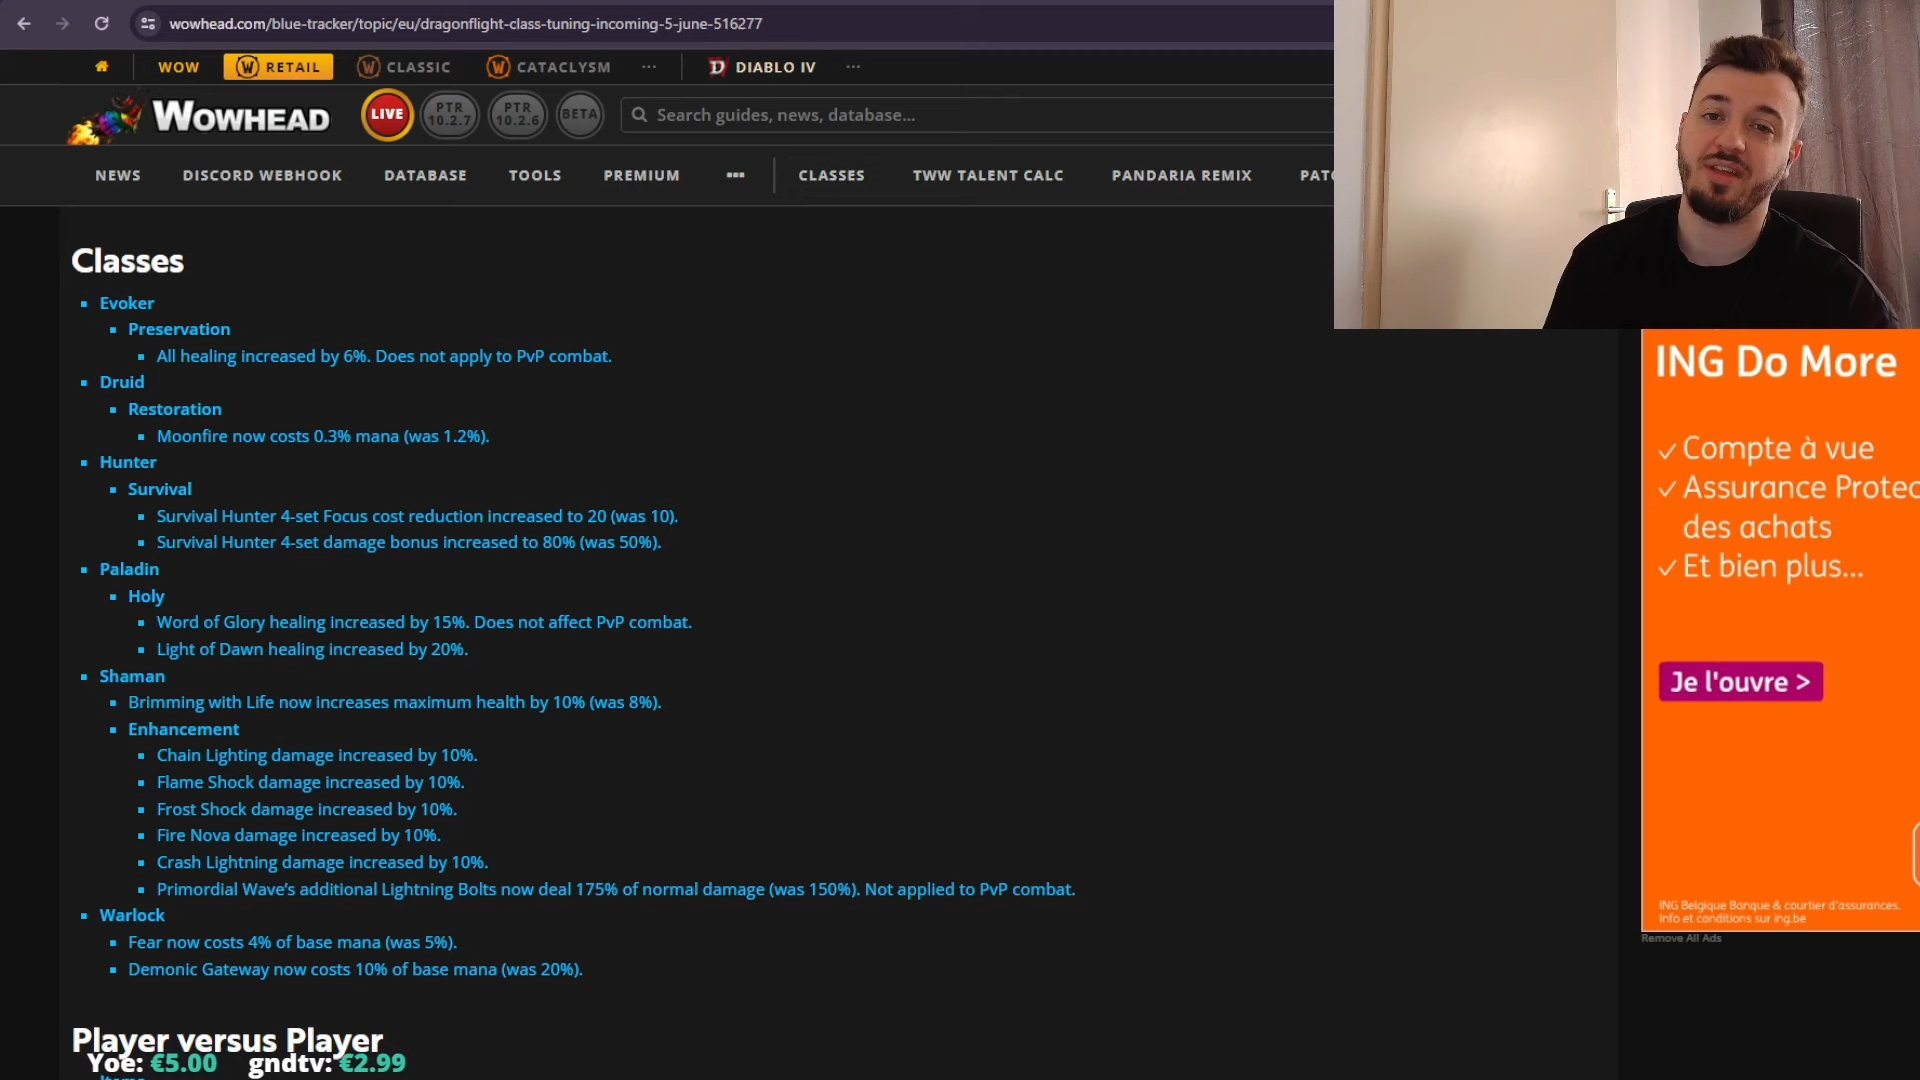 wowhead.com/blue-tracker/topic/eu/dragonflight-class-tuning-incoming-5-june-516277
WOW RETAIL CLASSIC CATACLYSM ... DIABLO IV ...
WOWHEAD LIVE PTR 10.2.7 PTR 10.2.6 BETA Search guides, news, database...
NEWS DISCORD WEBHOOK DATABASE TOOLS PREMIUM ... CLASSES TWW TALENT CALC PANDARIA REMIX
Classes
Evoker
Preservation
All healing increased by 6%. Does not apply to PvP combat.
Druid
Restoration
Moonfire now costs 0.3% mana (was 1.2%).
Hunter
Survival
Survival Hunter 4-set Focus cost reduction increased to 20 (was 10).
Survival Hunter 4-set damage bonus increased to 80% (was 50%).
Paladin
Holy
Word of Glory healing increased by 15%. Does not affect PvP combat.
Light of Dawn healing increased by 20%.
Shaman
Brimming with Life now increases maximum health by 10% (was 8%).
Enhancement
Chain Lighting damage increased by 10%.
Flame Shock damage increased by 10%.
Frost Shock damage increased by 10%.
Fire Nova damage increased by 10%.
Crash Lightning damage increased by 10%.
Primordial Wave's additional Lightning Bolts now deal 175% of normal damage (was 150%). Not applied to PvP combat.
Warlock
Fear now costs 4% of base mana (was 5%).
Demonic Gateway now costs 10% of base mana (was 20%).
Player versus Player
Yoe: €5.00 gndtv: €2.99
ING Do More
Compte à vue
Assurance Protec
des achats
Et bien plus...
Je l'ouvre >
ING Belgique Banque & courtier d'assurances.
Info et conditions sur ing.be
Remove All Ads